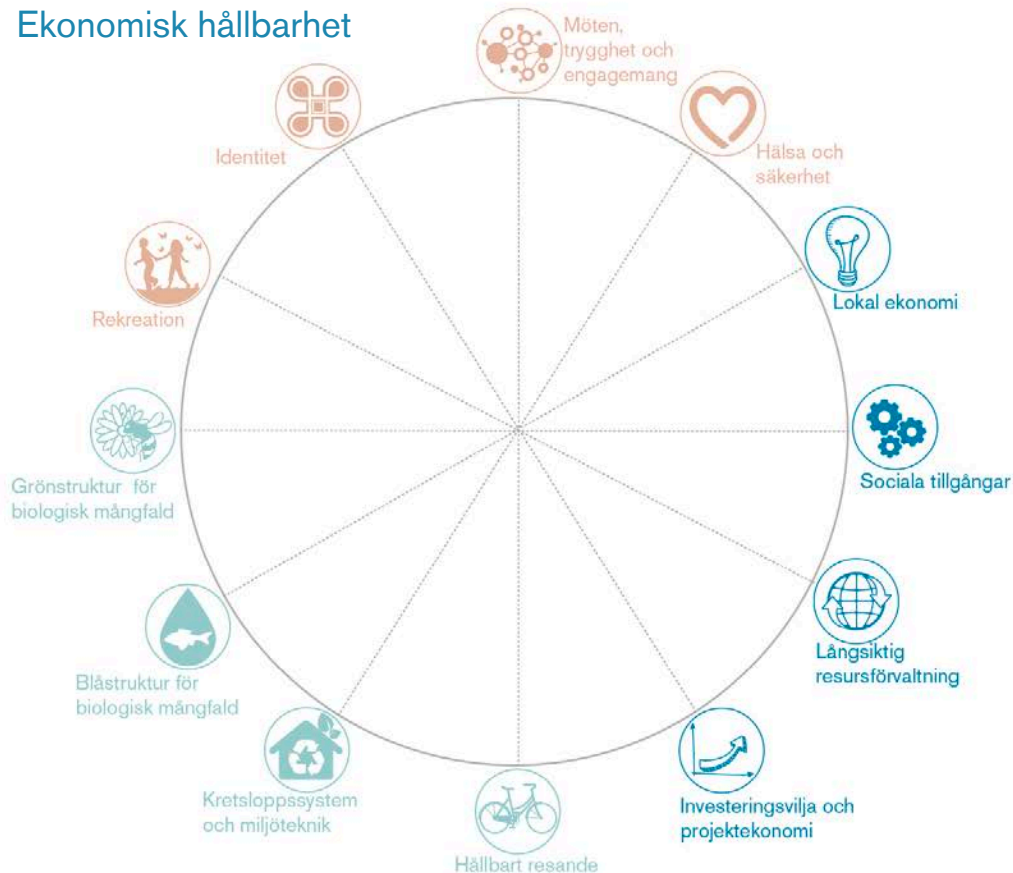 Ekonomisk hållbarhet
Möten,
trygghet och
engagemang
Hälsa och
säkerhet
Lokal ekonomi
Sociala tillgångar
Långsiktig
resursförvaltning
Investeringsvilja och
projektekonomi
Hållbart resande
Kretsloppssystem
och miljöteknik
Blåstruktur för
biologisk mångfald
Grönstruktur för
biologisk mångfald
Rekreation
Identitet